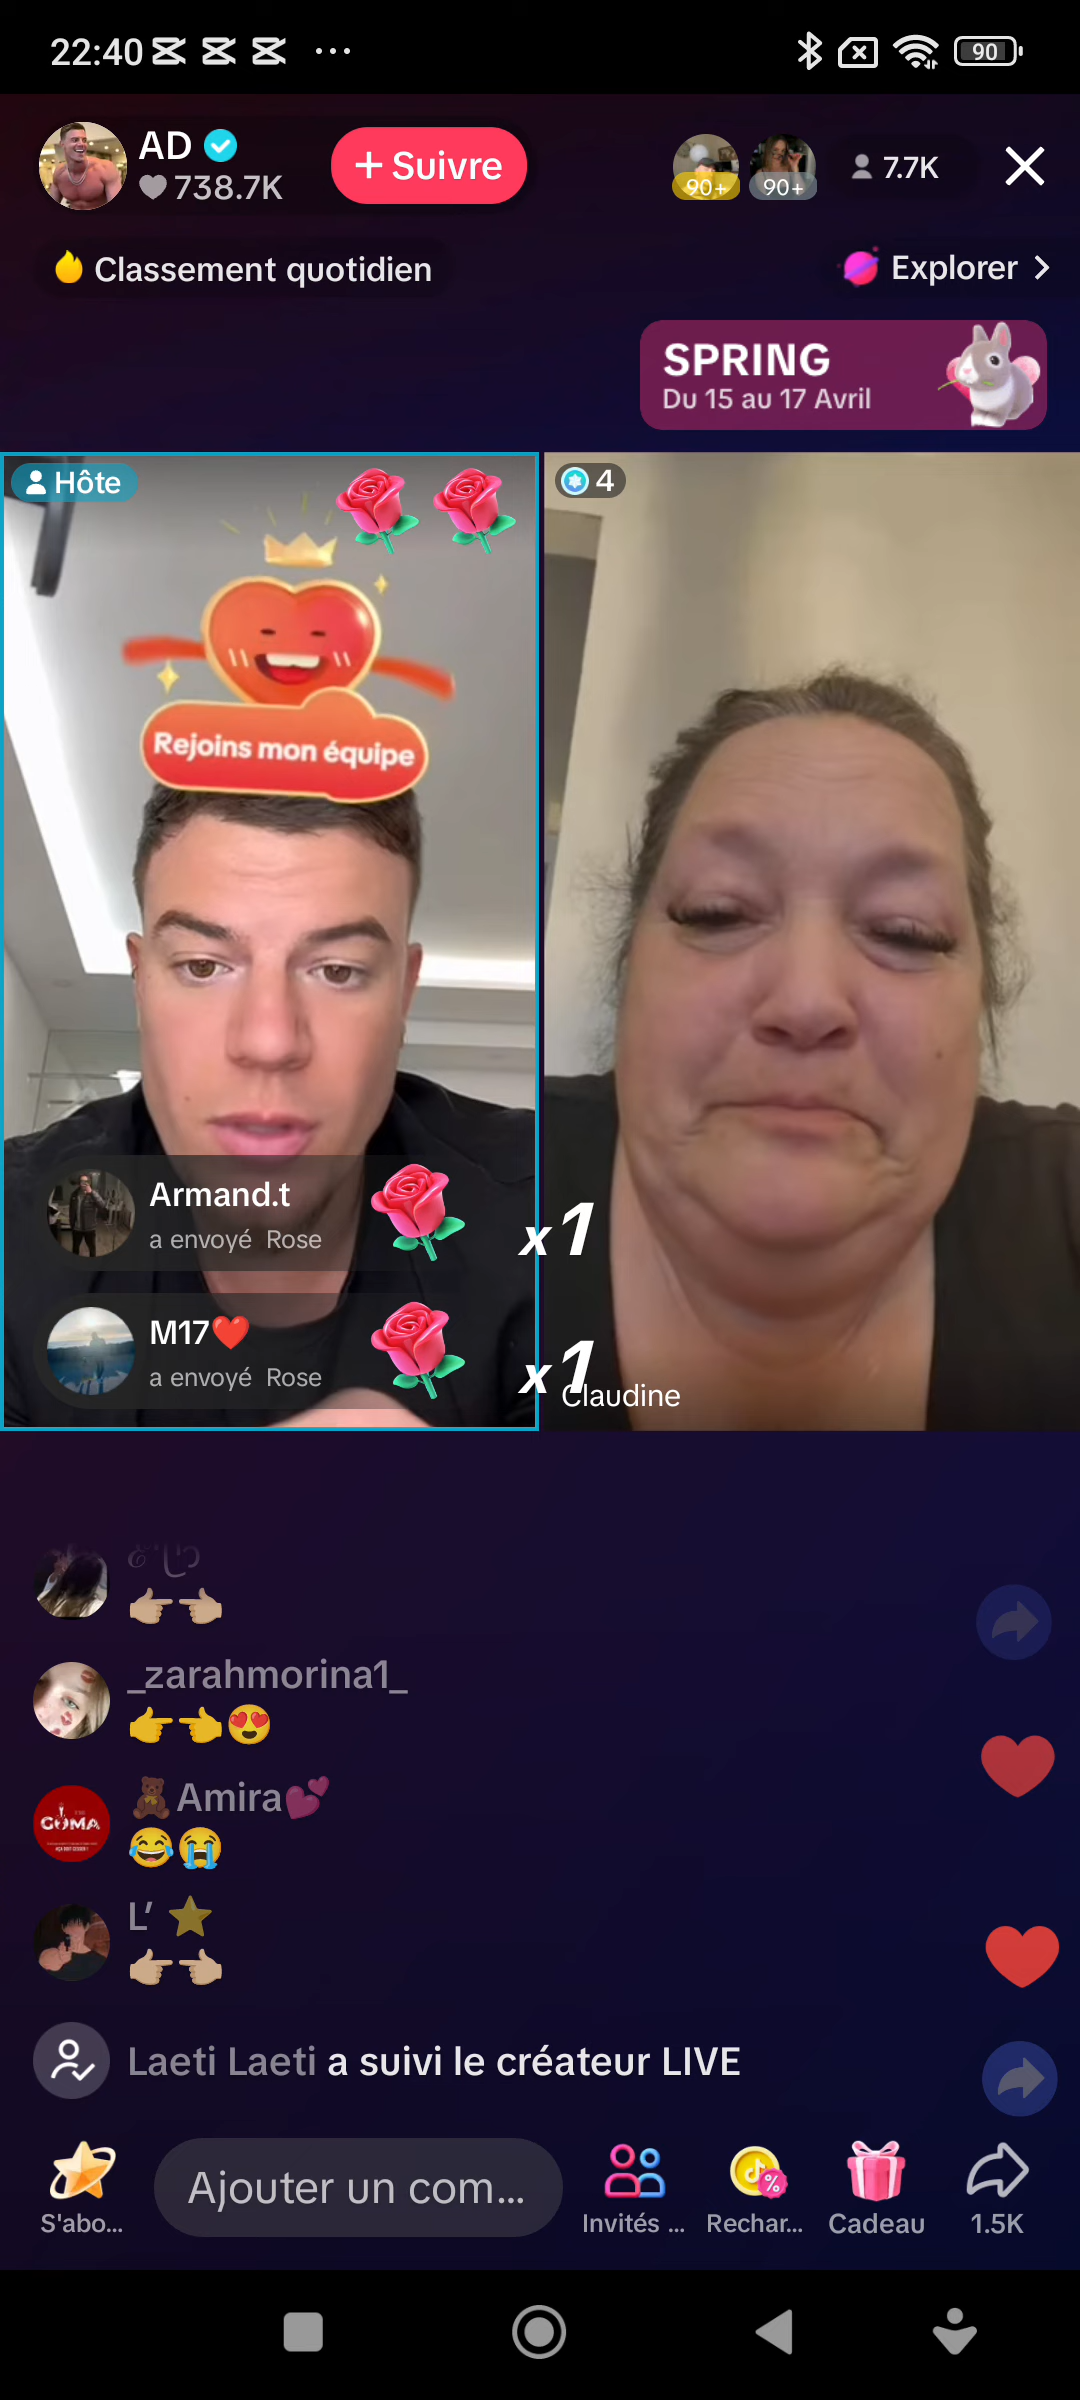 22:40
90
AD
738.7K
+ Suivre
90+
90+
7.7K
Classement quotidien
Explorer
SPRING
Du 15 au 17 Avril
Hôte
4
Rejoins mon équipe
Armand.t
a envoyé Rose
x1
M17❤️
a envoyé Rose
x1
Claudine
👉🏼👈🏼
_zarahmorina1_
👉👈😍
🧸Amira💕
GOMA
😂😭
L’ ⭐
👉🏼👈🏼
Laeti Laeti a suivi le créateur LIVE
S'abo...
Ajouter un com...
Invités ...
Rechar...
Cadeau
1.5K